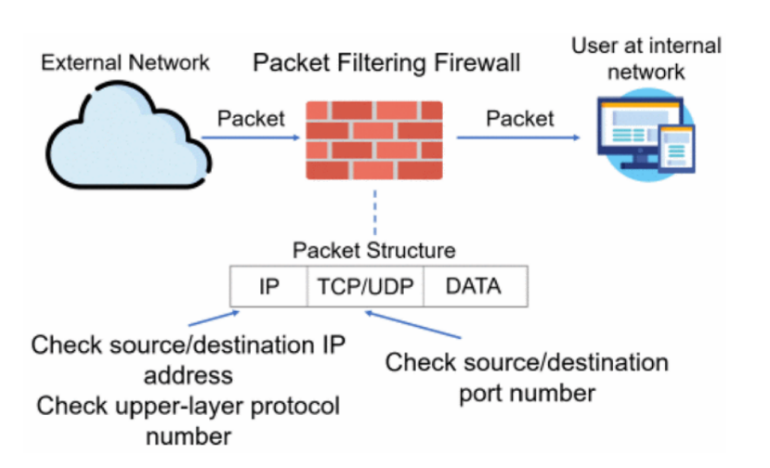 External Network
Packet Filtering Firewall
User at internal
network
Packet
Packet
Packet Structure
IP
TCP/UDP
DATA
Check source/destination IP
address
Check upper-layer protocol
number
Check source/destination
port number